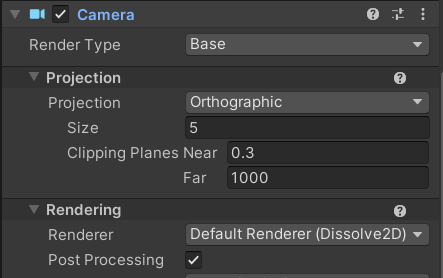 Camera
Render Type Base
Projection
Projection Orthographic
Size 5
Clipping Planes Near 0.3
Far 1000
Rendering
Renderer Default Renderer (Dissolve2D)
Post Processing